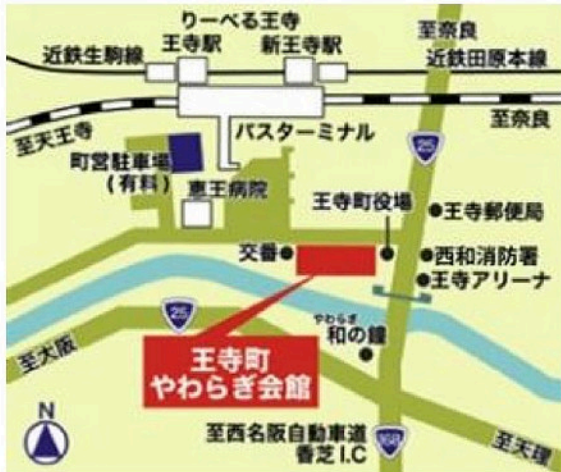 りーべる王寺
至奈良
近鉄生駒線
王寺駅
新王寺駅
近鉄田原本線
至天王寺
バスターミナル
至奈良
25
町営駐車場
(有料)
恵王病院
王寺町役場
王寺郵便局
交番
西和消防署
王寺アリーナ
25
やわらぎ
和の鐘
至大阪
王寺町
やわらぎ会館
N
至西名阪自動車道
香芝I.C
168
至天理